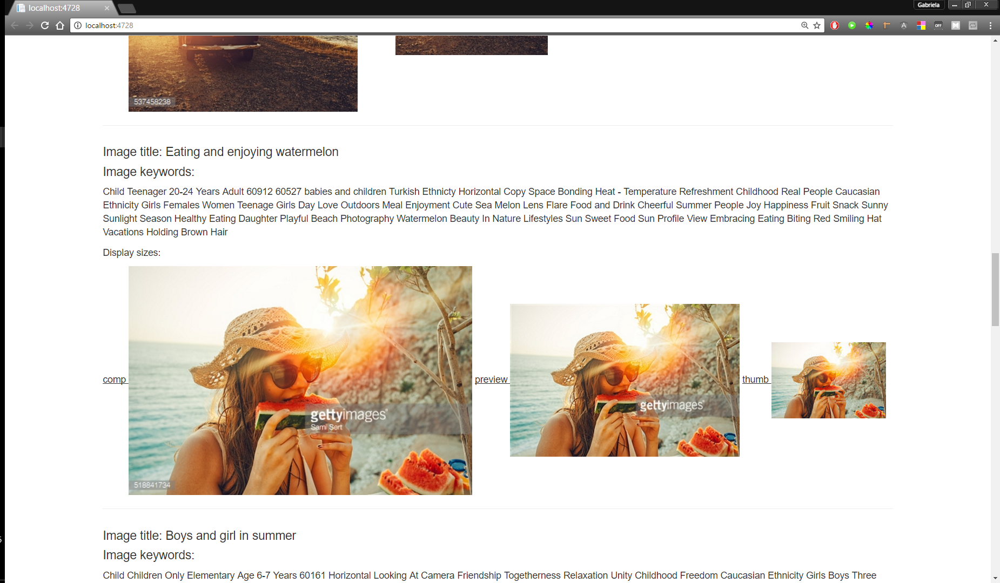 localhost:4728
Gabriela
localhost:4728
A
OFF
537458238
Image title: Eating and enjoying watermelon
Image keywords:
Child Teenager 20-24 Years Adult 60912 60527 babies and children Turkish Ethnicty Horizontal Copy Space Bonding Heat - Temperature Refreshment Childhood Real People Caucasian
Ethnicity Girls Females Women Teenage Girls Day Love Outdoors Meal Enjoyment Cute Sea Melon Lens Flare Food and Drink Cheerful Summer People Joy Happiness Fruit Snack Sunny
Sunlight Season Healthy Eating Daughter Playful Beach Photography Watermelon Beauty In Nature Lifestyles Sun Sweet Food Sun Profile View Embracing Eating Biting Red Smiling Hat
Vacations Holding Brown Hair
Display sizes:
comp
gettyimages®
Sami Sert
518841734
preview
gettyimages®
thumb
Image title: Boys and girl in summer
Image keywords:
Child Children Only Elementary Age 6-7 Years 60161 Horizontal Looking At Camera Friendship Togetherness Relaxation Unity Childhood Freedom Caucasian Ethnicity Girls Boys Three